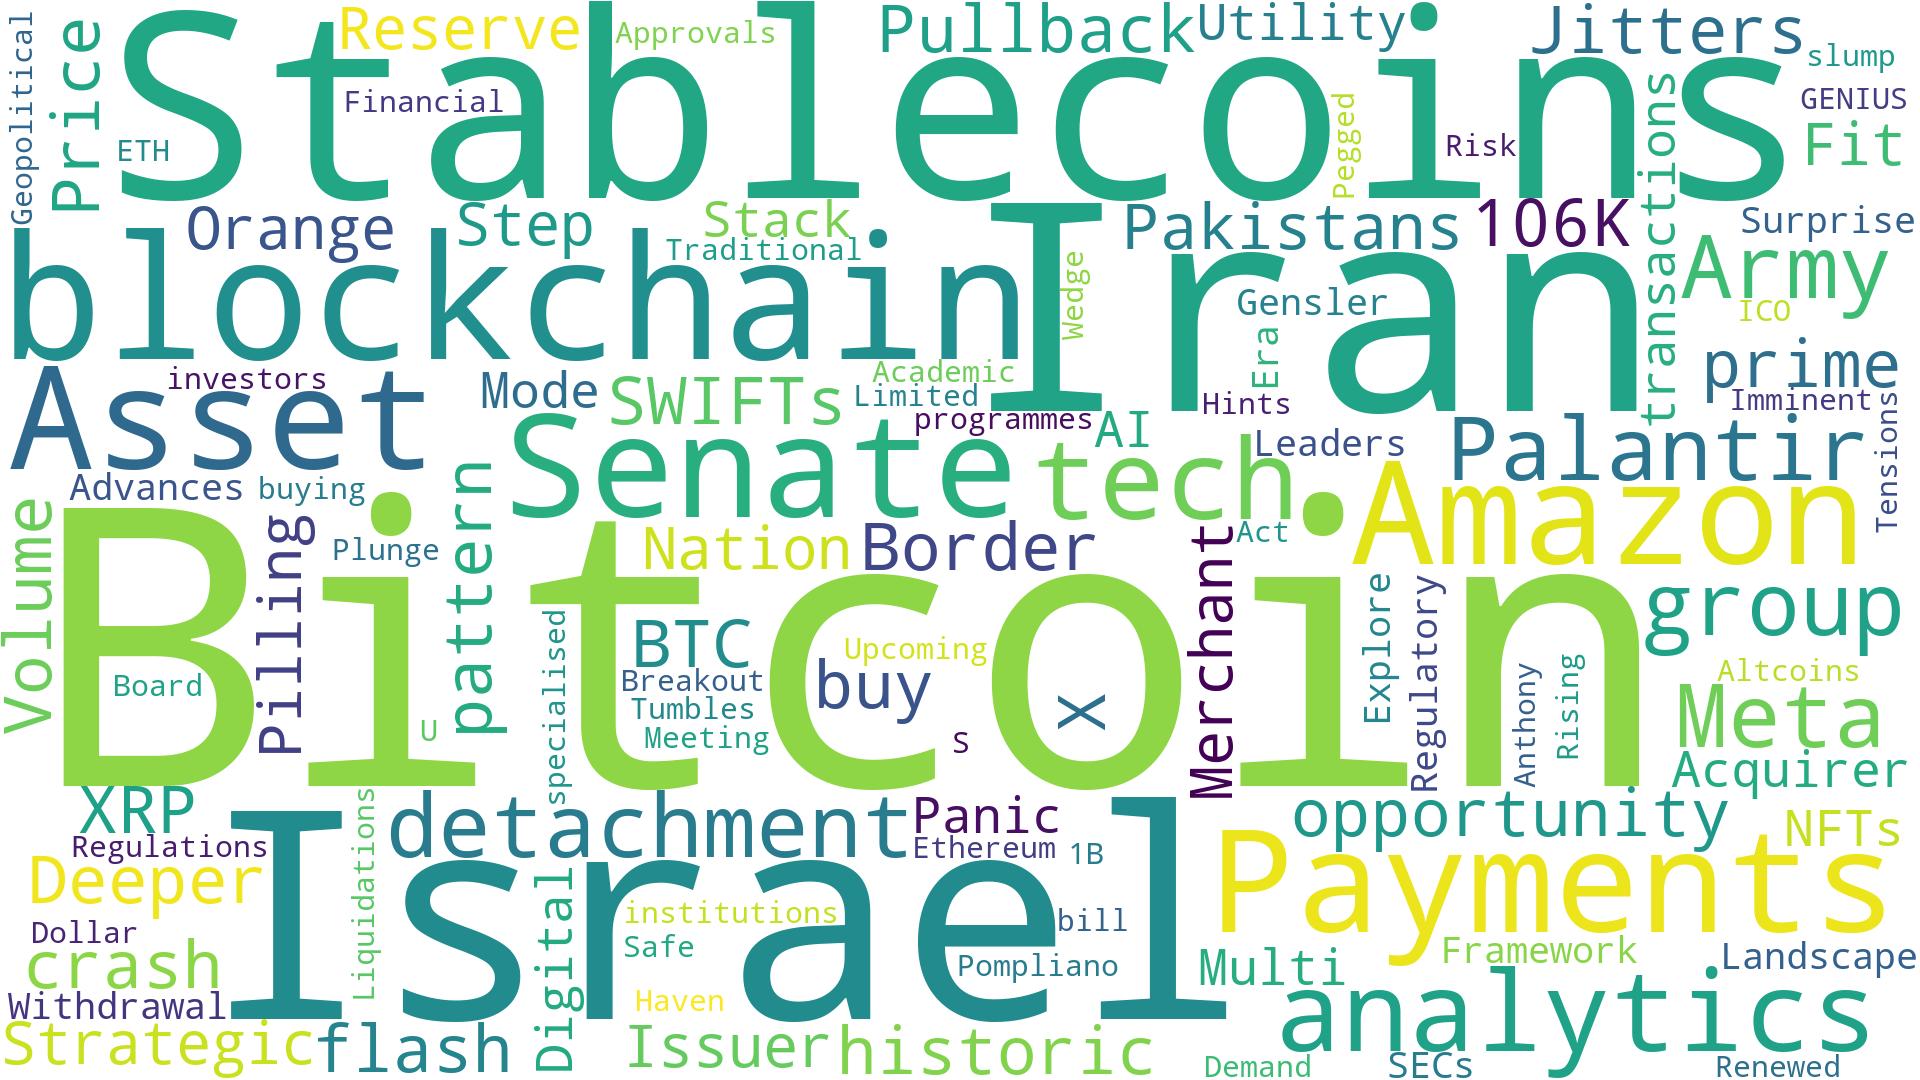 Stablecoins
Reserve
Approvals
Pullback
Utility
Jitters
slump
Geopolitical
Price
Financial
GENIUS
ETH
Pegged
Risk
Fit
transactions
Orange
Step
Stack
Traditional
Iran
Pakistans
106K
Surprise
blockchain
Wedge
Gensler
Army
ICO
Era
investors
Asset
Mode
SWIFTs
Academic
Limited
programmes
Hints
prime
Imminent
AI
Leaders
Palantir
Tensions
Senate
tech
Advances
buying
pattern
Amazon
Volume
Bitcoin
Pilling
Plunge
Nation
Border
Act
Merchant
specialised
BTC
Upcoming
Explore
Regulatory
group
Board
Breakout
buy
X
Anthony
Rising
Altcoins
U
Tumbles
Meeting
S
Meta
Acquirer
XRP
Liquidations
detachment
Panic
opportunity
NFTs
Regulations
Ethereum
1B
Israel
Deeper
Payments
Digital
institutions
bill
Dollar
crash
Safe
Pompliano
Multi
Framework
Landscape
Withdrawal
Haven
analytics
Strategic
flash
Issuer
historic
Demand
SECs
Renewed